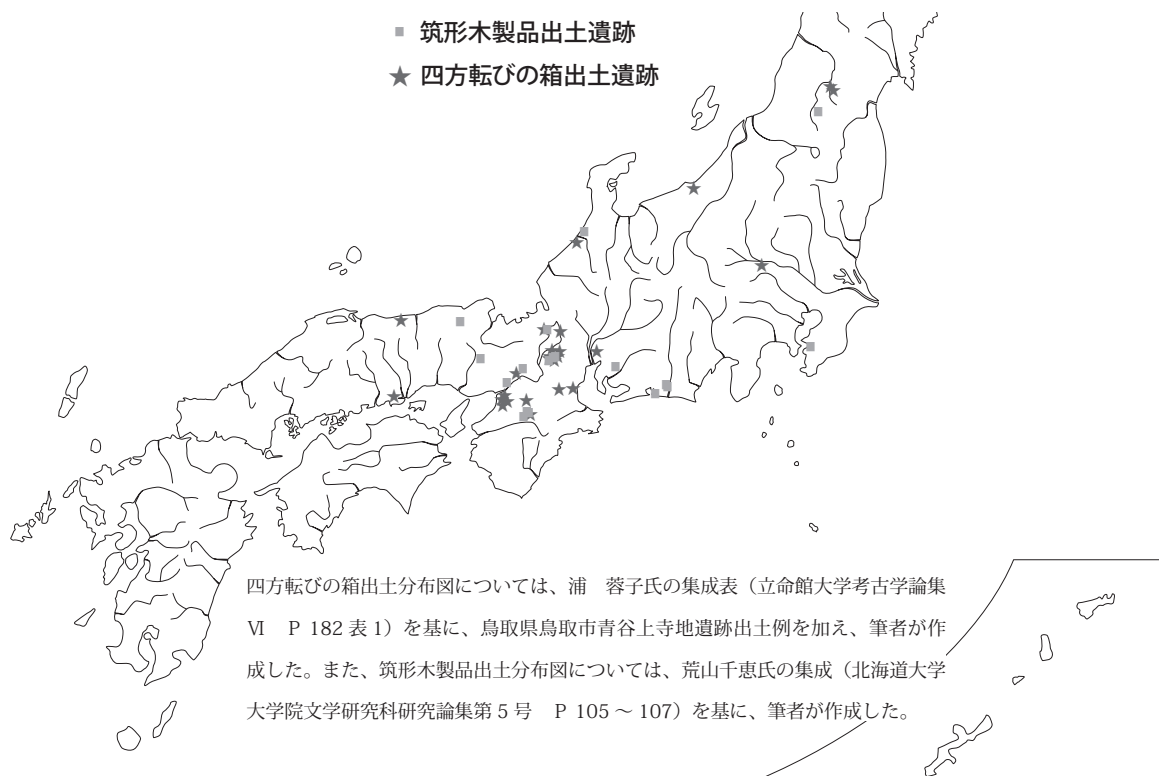 筑形木製品出土遺跡
四方転びの箱出土遺跡
四方転びの箱出土分布図については、浦　蓉子氏の集成表（立命館大学考古学論集
Ⅵ　P 182 表 1）を基に、鳥取県鳥取市青谷上寺地遺跡出土例を加え、筆者が作
成した。また、筑形木製品出土分布図については、荒山千恵氏の集成（北海道大学
大学院文学研究科研究論集第 5 号　P 105 ～ 107）を基に、筆者が作成した。